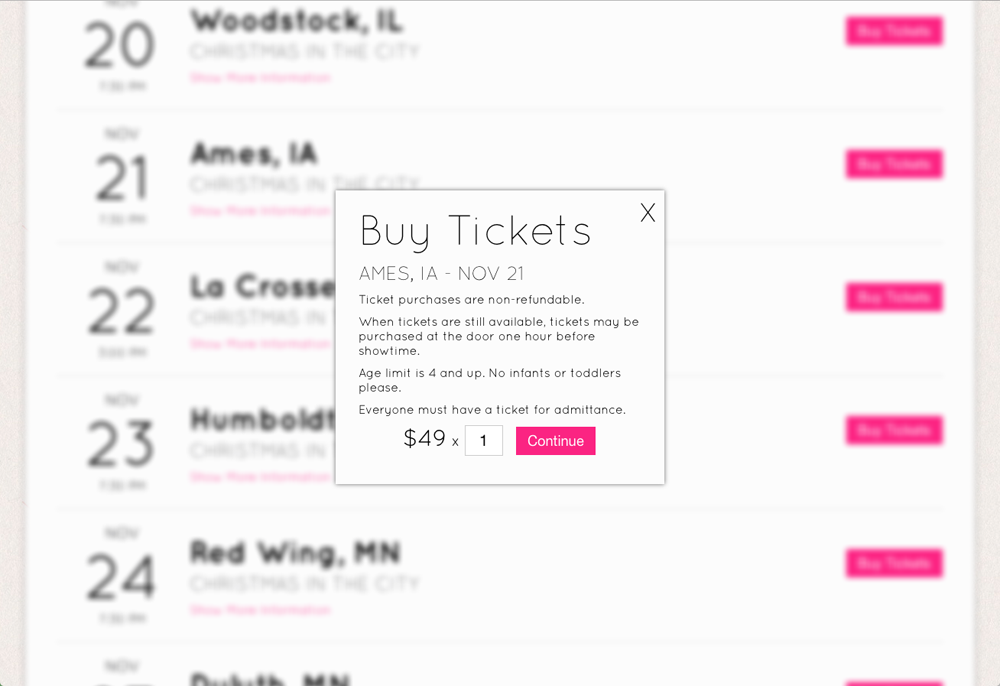 NOV
20
7:30 PM
Woodstock, IL
CHRISTMAS IN THE CITY
Show More Information
Buy Tickets
NOV
21
7:30 PM
Ames, IA
CHRISTMAS IN THE CITY
Show More Information
Buy Tickets
NOV
22
3:00 PM
La Crosse
CHRISTMAS IN
Show More Information
Buy Tickets
NOV
23
7:30 PM
Humboldt
CHRISTMAS IN
Show More Information
Buy Tickets
NOV
24
7:30 PM
Red Wing, MN
CHRISTMAS IN THE CITY
Show More Information
Buy Tickets
NOV
Duluth, MN
X
Buy Tickets
AMES, IA - NOV 21
Ticket purchases are non-refundable.
When tickets are still available, tickets may be
purchased at the door one hour before
showtime.
Age limit is 4 and up. No infants or toddlers
please.
Everyone must have a ticket for admittance.
$49 x 1 Continue